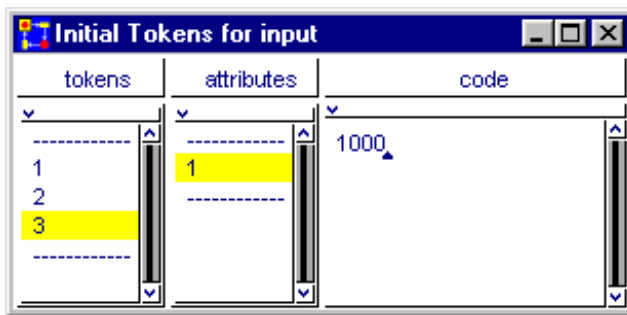 Initial Tokens for input
tokens attributes code
------------ ------------ 1000
1 1
2 ------------
3
------------